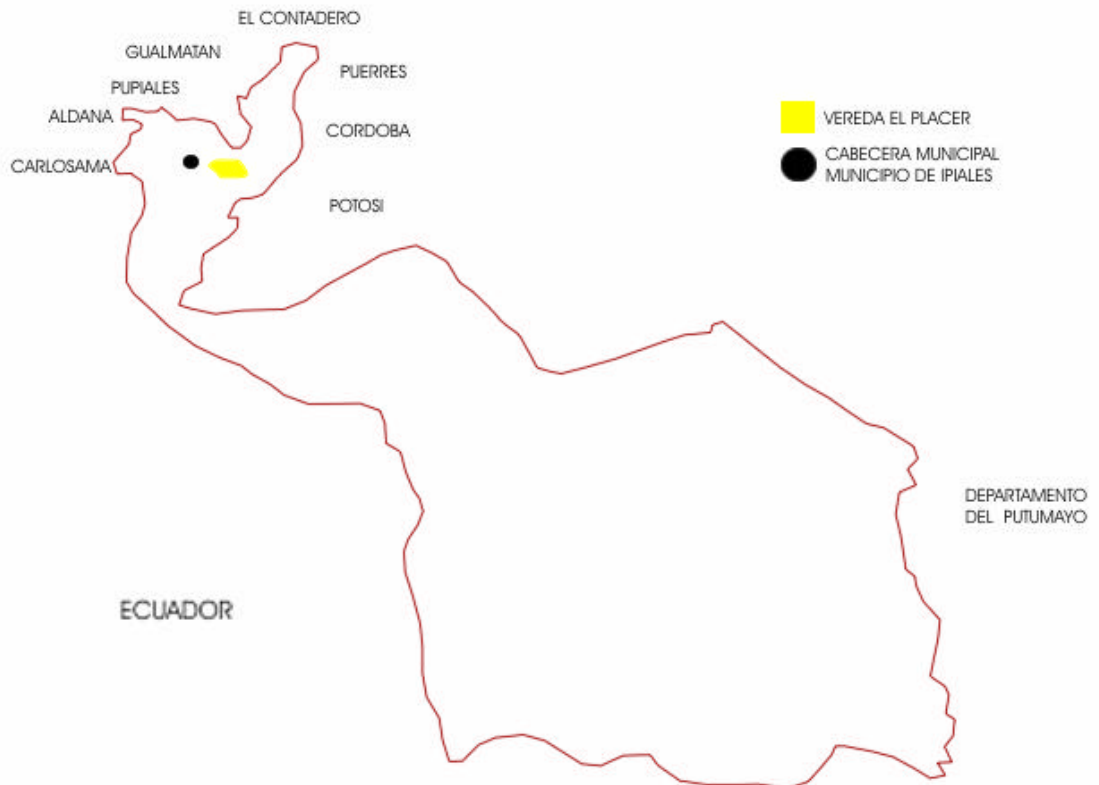 EL CONTADERO
GUALMATAN
PUERRES
PUPIALES
ALDANA
CORDOBA
CARLOSAMA
POTOSI
VEREDA EL PLACER
CABECERA MUNICIPAL
MUNICIPIO DE IPIALES
DEPARTAMENTO
DEL PUTUMAYO
ECUADOR